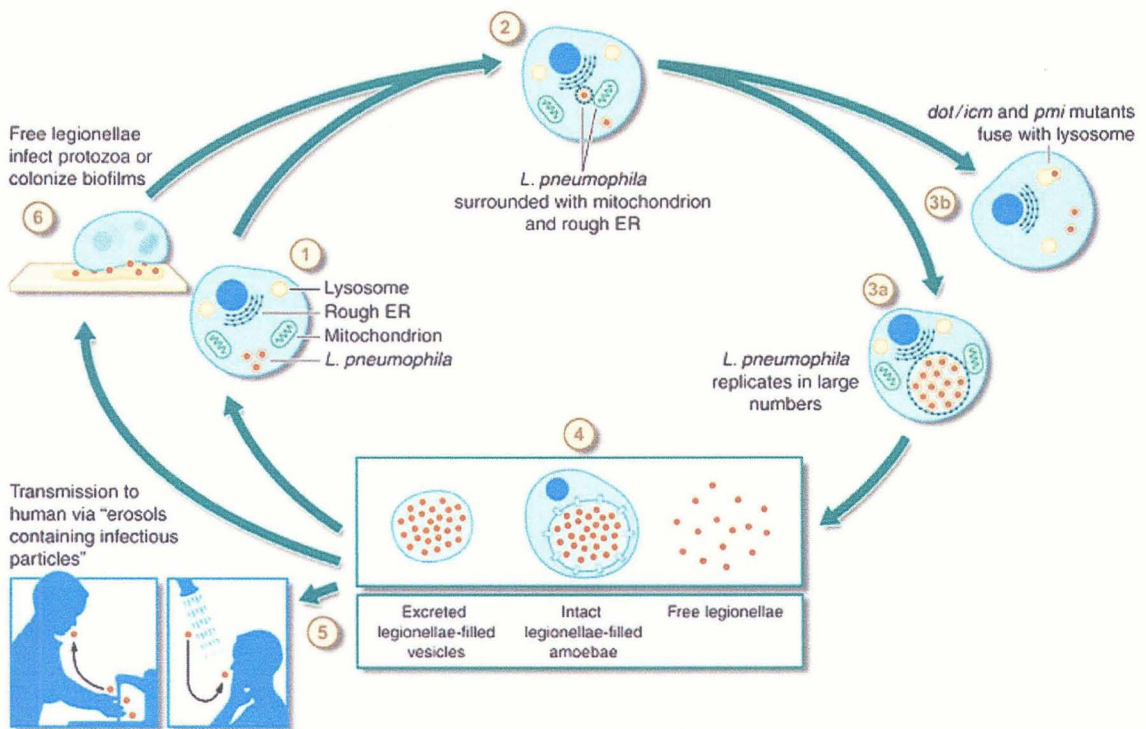 2
dot/icm and pmi mutants
fuse with lysosome
3b
Free legionellae
infect protozoa or
colonize biofilms
6
L. pneumophila
surrounded with mitochondrion
and rough ER
1
Lysosome
Rough ER
Mitochondrion
L. pneumophila
3a
L. pneumophila
replicates in large
numbers
4
Transmission to
human via “erosols
containing infectious
particles”
5
Excreted
legionellae-filled
vesicles
Intact
legionellae-filled
amoebae
Free legionellae